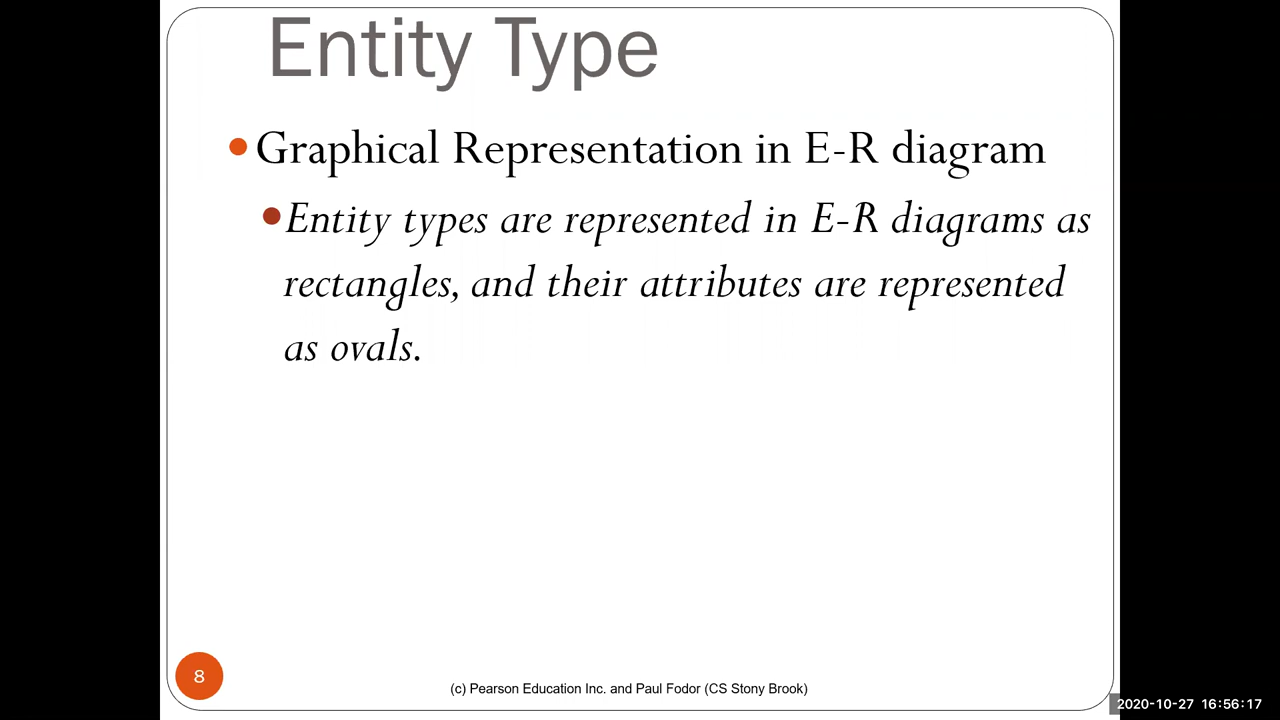 Entity Type
Graphical Representation in E-R diagram
Entity types are represented in E-R diagrams as
rectangles, and their attributes are represented
as ovals.
8
(c) Pearson Education Inc. and Paul Fodor (CS Stony Brook)
2020-10-27 16:56:17